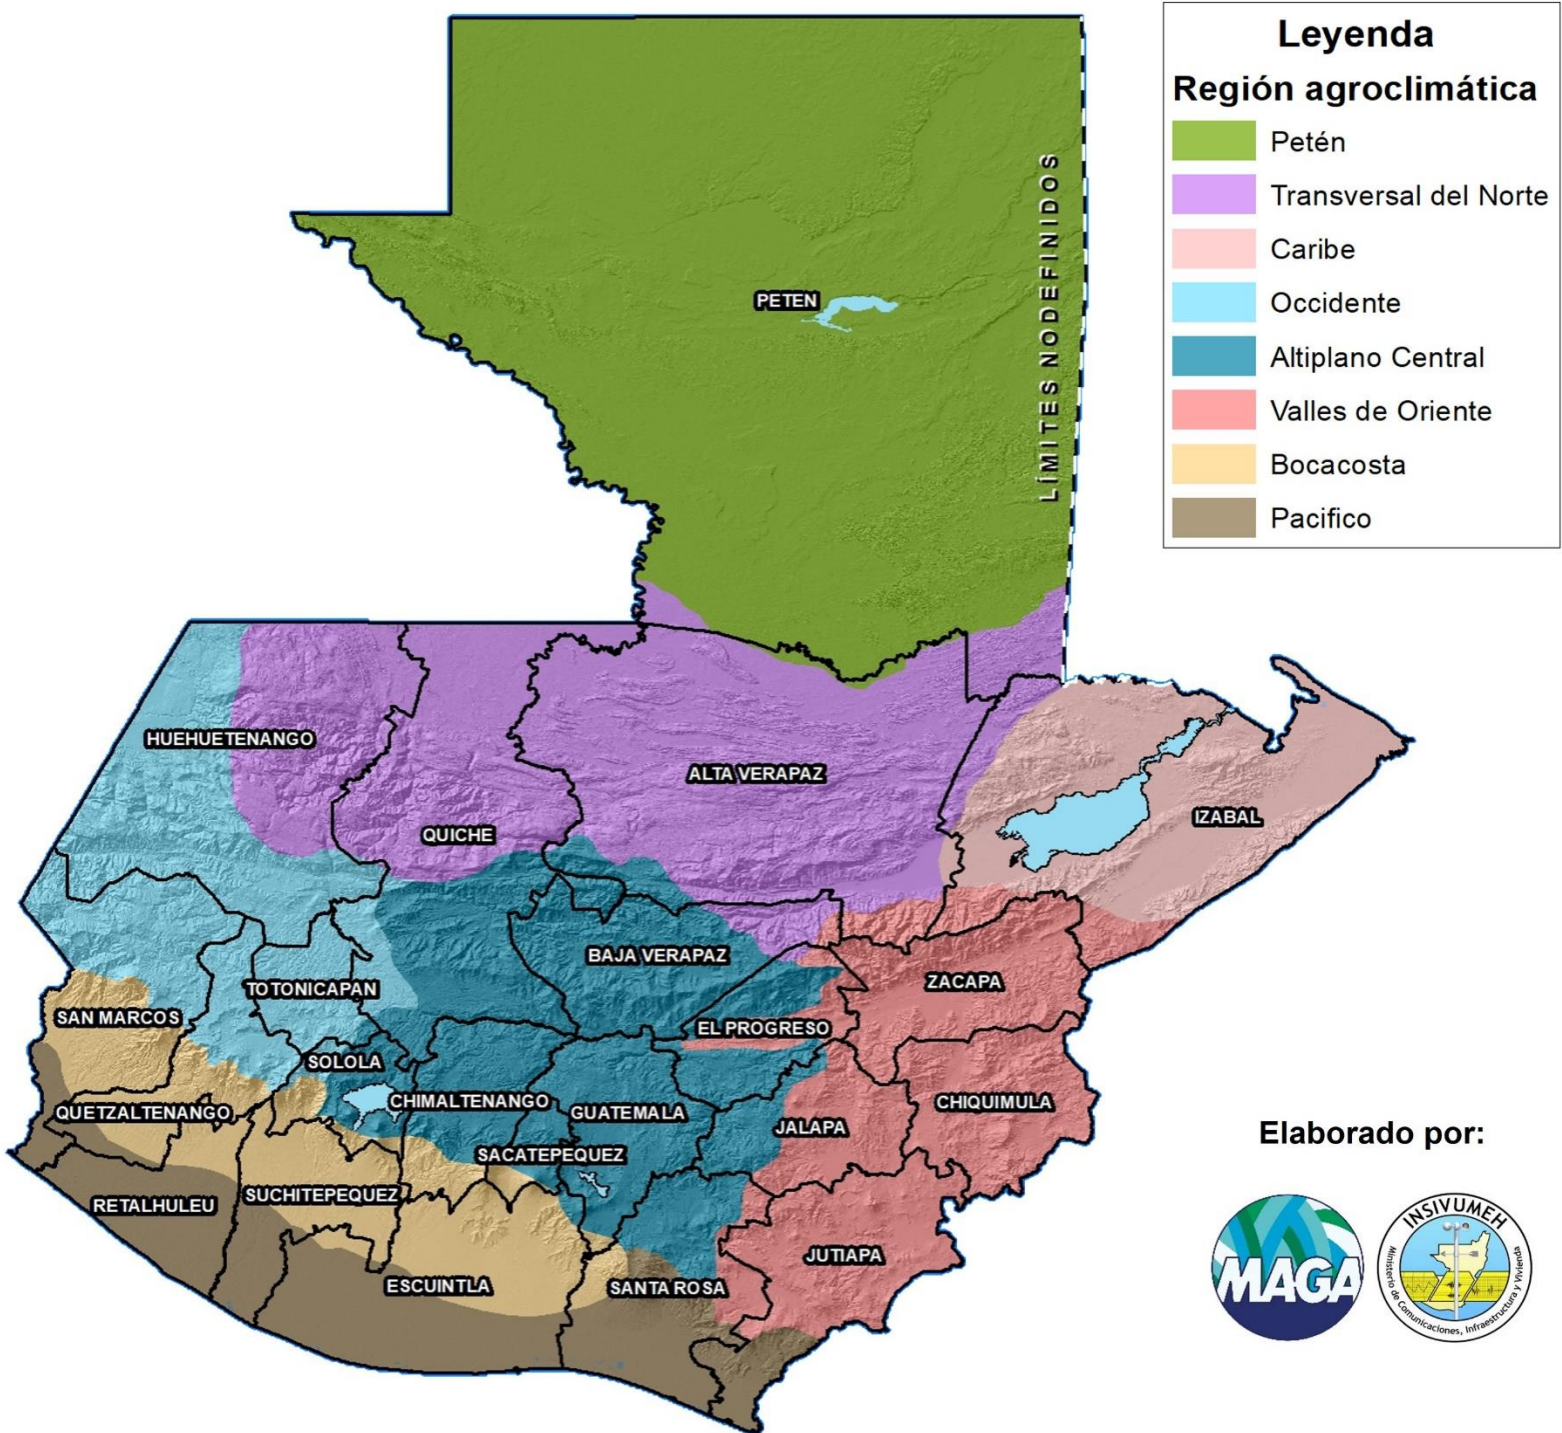 Leyenda
Región agroclimática
Petén
Transversal del Norte
Caribe
Occidente
Altiplano Central
Valles de Oriente
Bocacosta
Pacifico
LÍMITES NO DEFINIDOS
PETEN
HUEHUETENANGO
ALTA VERAPAZ
QUICHE
IZABAL
BAJA VERAPAZ
ZACAPA
TOTONICAPAN
SAN MARCOS
EL PROGRESO
SOLOLA
CHIMALTENANGO
GUATEMALA
CHIQUIMULA
QUETZALTENANGO
JALAPA
SACATEPEQUEZ
SUCHITEPEQUEZ
RETALHULEU
JUTIAPA
ESCUINTLA
SANTA ROSA
Elaborado por:
MAGA
INSIVUMEH
Ministerio de Comunicaciones, Infraestructura y Vivienda